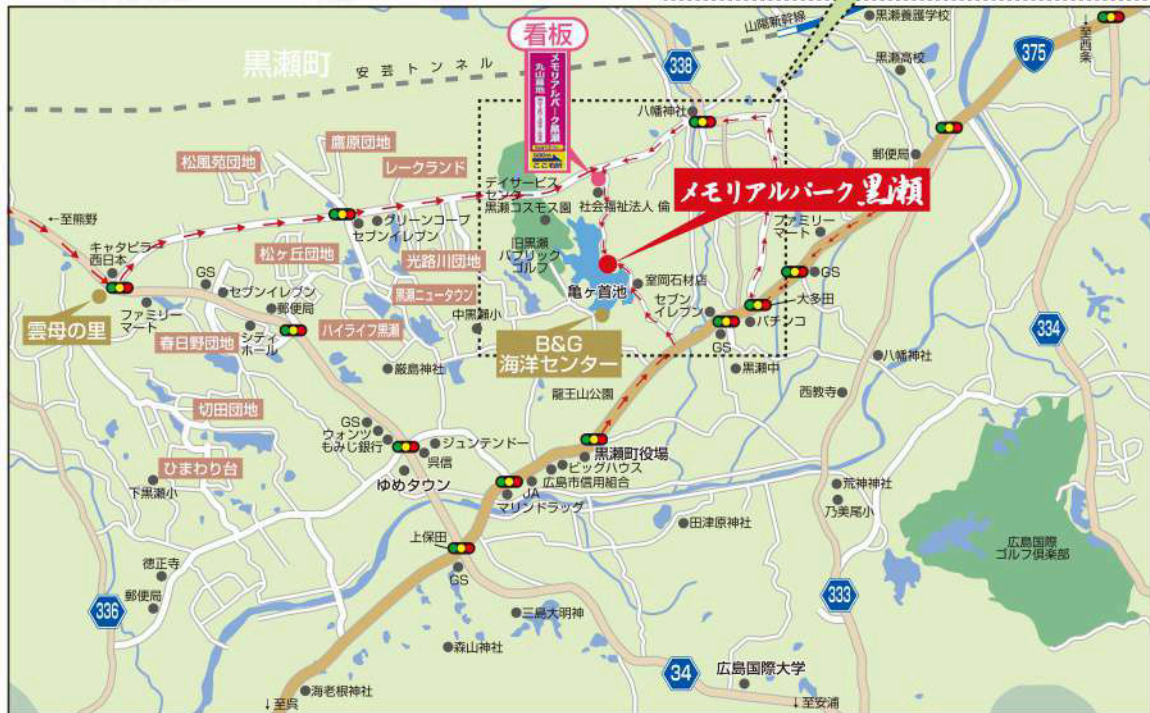 山陽新幹線
黒瀬養護学校
↓至西条
看板
黒瀬町
安芸トンネル
338
黒瀬高校
375
メモリアルパーク黒瀬
丸山墓地
八幡神社
鷹原団地
松風苑団地
レークランド
郵便局
デイサービス
センター
黒瀬コスモス園
社会福祉法人 倫
メモリアルパーク黒瀬
←至熊野
グリーンコープ
セブンイレブン
ファミリー
マート
キャタピラー
西日本
松ヶ丘団地
光路川団地
旧黒瀬
パブリック
ゴルフ
GS
セブンイレブン
黒瀬ニュータウン
亀ヶ首池
室岡石材店
GS
大多田
セブン
イレブン
パチンコ
雲母の里
ファミリー
マート
郵便局
シティ
ホール
ハイライフ黒瀬
中黒瀬小
春日野団地
B&G
海洋センター
GS
334
厳島神社
黒瀬中
八幡神社
龍王山公園
西教寺
切田団地
GS
ウォンツ
もみじ銀行
ジュンテンドー
呉信
黒瀬町役場
ビッグハウス
広島市信用組合
ひまわり台
下黒瀬小
ゆめタウン
JA
マリンドラッグ
荒神神社
乃美尾小
田津原神社
上保田
広島国際
ゴルフ倶楽部
徳正寺
GS
郵便局
336
333
三島大明神
森山神社
34
広島国際大学
海老根神社
↓至呉
↓至安浦